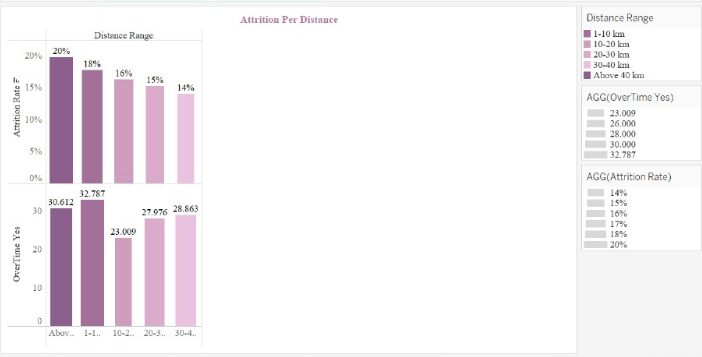 Attrition Per Distance
Distance Range
20%
15%
10%
5%
0%
Attrition Rate
20%
18%
16%
15%
14%
30
20
10
0
OverTime Yes
30.612
32.787
23.009
27.976
28.863
Abov..
1-1..
10-2..
20-3..
30-4..
Distance Range
1-10 km
10-20 km
20-30 km
30-40 km
Above 40 km
AGG(OverTime Yes)
23.009
26.000
28.000
30.000
32.787
AGG(Attrition Rate)
14%
15%
16%
17%
18%
20%